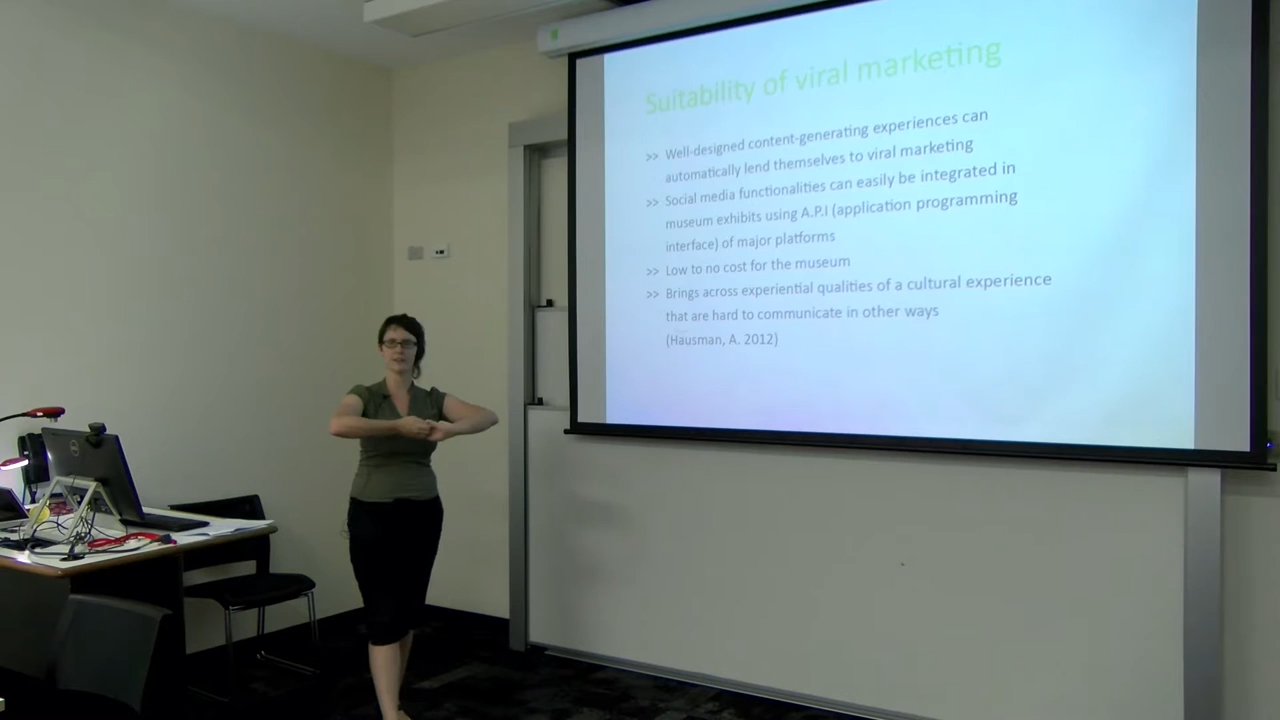 Suitability of viral marketing
>> Well-designed content-generating experiences can
automatically lend themselves to viral marketing
>> Social media functionalities can easily be integrated in
museum exhibits using A.P.I (application programming
interface) of major platforms
>> Low to no cost for the museum
>> Brings across experiential qualities of a cultural experience
that are hard to communicate in other ways
(Hausman, A. 2012)